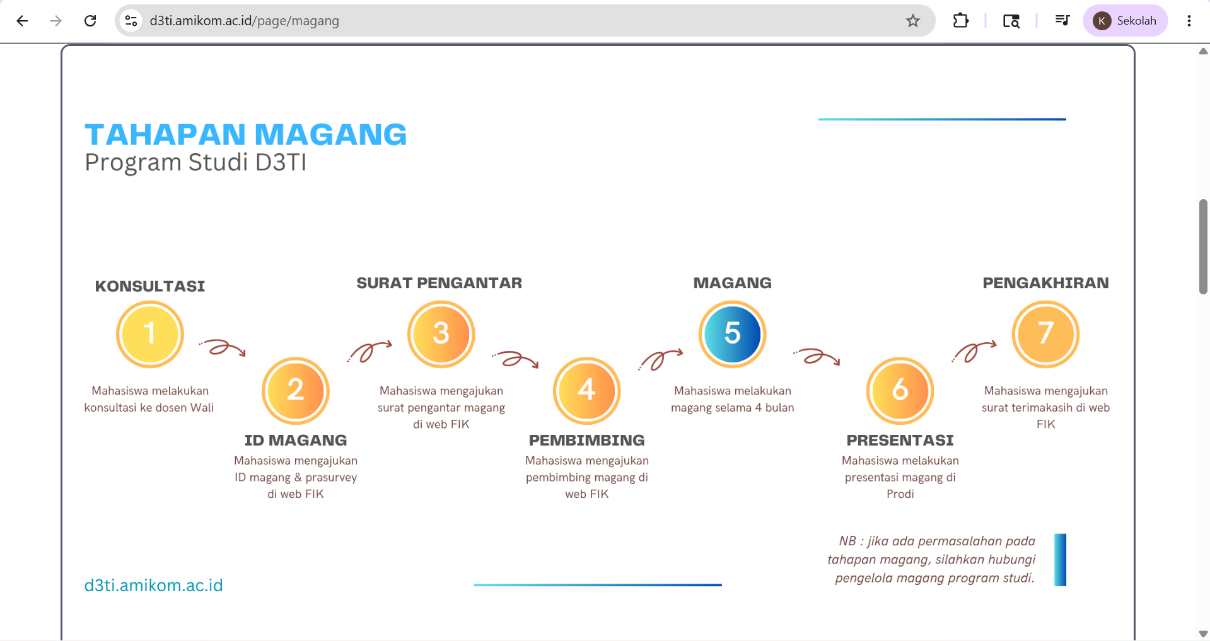 d3ti.amikom.ac.id/page/magang
K
Sekolah
TAHAPAN MAGANG
Program Studi D3TI
KONSULTASI
1
Mahasiswa melakukan
konsultasi ke dosen Wali
2
ID MAGANG
Mahasiswa mengajukan
ID magang & prasurvey
di web FIK
SURAT PENGANTAR
3
Mahasiswa mengajukan
surat pengantar magang
di web FIK
4
PEMBIMBING
Mahasiswa mengajukan
pembimbing magang di
web FIK
MAGANG
5
Mahasiswa melakukan
magang selama 4 bulan
6
PRESENTASI
Mahasiswa melakukan
presentasi magang di
Prodi
PENGAKHIRAN
7
Mahasiswa mengajukan
surat terimakasih di web
FIK
NB : jika ada permasalahan pada
tahapan magang, silahkan hubungi
pengelola magang program studi.
d3ti.amikom.ac.id